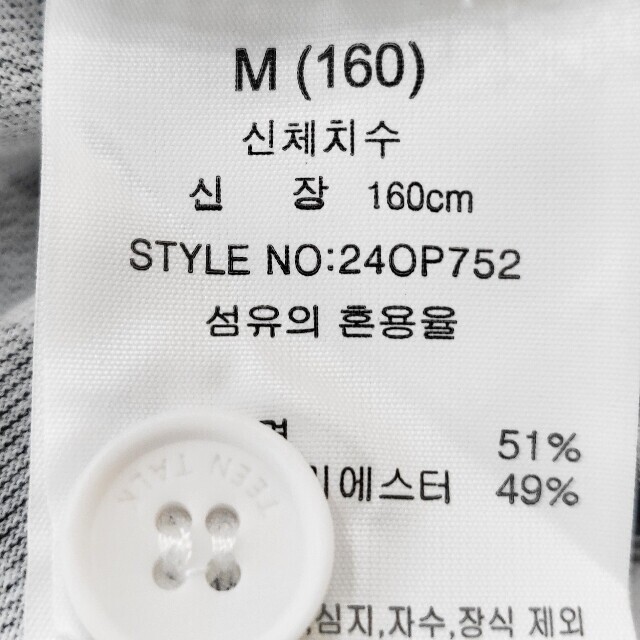 M (160)
신체치수
신 장 160cm
STYLE NO:24OP752
섬유의 혼용율
51%
에스터 49%
TEEN TALK
심지,자수,장식 제외